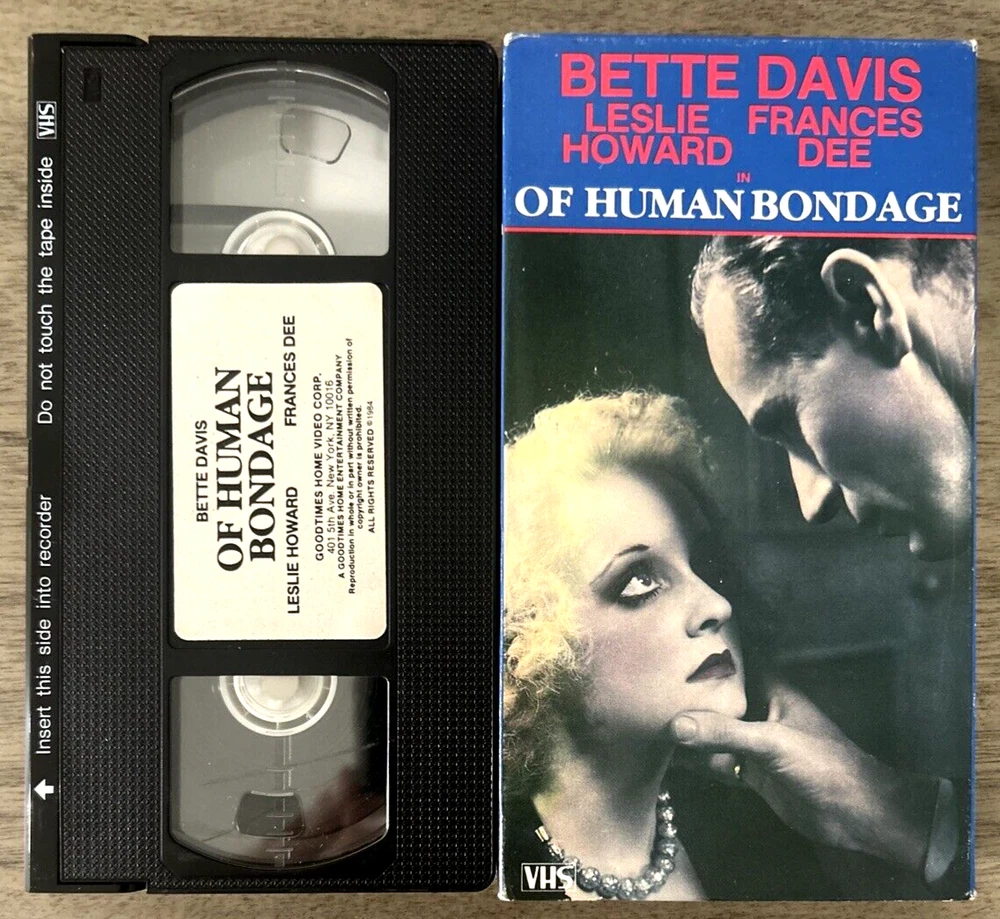 VHS
Do not touch the tape inside
Insert this side into recorder
BETTE DAVIS
OF HUMAN
BONDAGE
LESLIE HOWARD FRANCES DEE
GOODTIMES HOME VIDEO CORP.
401 5th Ave. New York, NY 10016
A GOODTIMES HOME ENTERTAINMENT COMPANY
Reproduction in whole or in part without written permission of
copyright owner is prohibited.
ALL RIGHTS RESERVED ©1984
BETTE DAVIS
LESLIE FRANCES
HOWARD DEE
IN
OF HUMAN BONDAGE
VHS